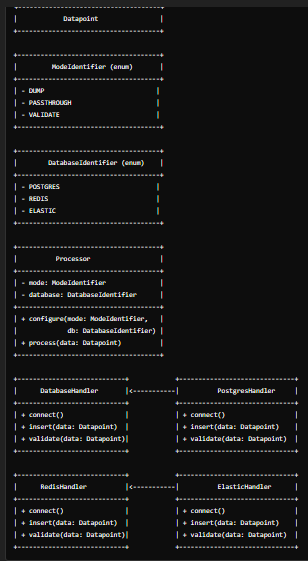 Datapoint
ModeIdentifier (enum)
- DUMP
- PASSTHROUGH
- VALIDATE
DatabaseIdentifier (enum)
- POSTGRES
- REDIS
- ELASTIC
Processor
- mode: ModeIdentifier
- database: DatabaseIdentifier
+ configure(mode: ModeIdentifier,
db: DatabaseIdentifier)
+ process(data: Datapoint)
DatabaseHandler |<----------- PostgresHandler
+ connect() + connect()
+ insert(data: Datapoint) + insert(data: Datapoint)
+ validate(data: Datapoint) + validate(data: Datapoint)
RedisHandler |<----------- ElasticHandler
+ connect() + connect()
+ insert(data: Datapoint) + insert(data: Datapoint)
+ validate(data: Datapoint) + validate(data: Datapoint)